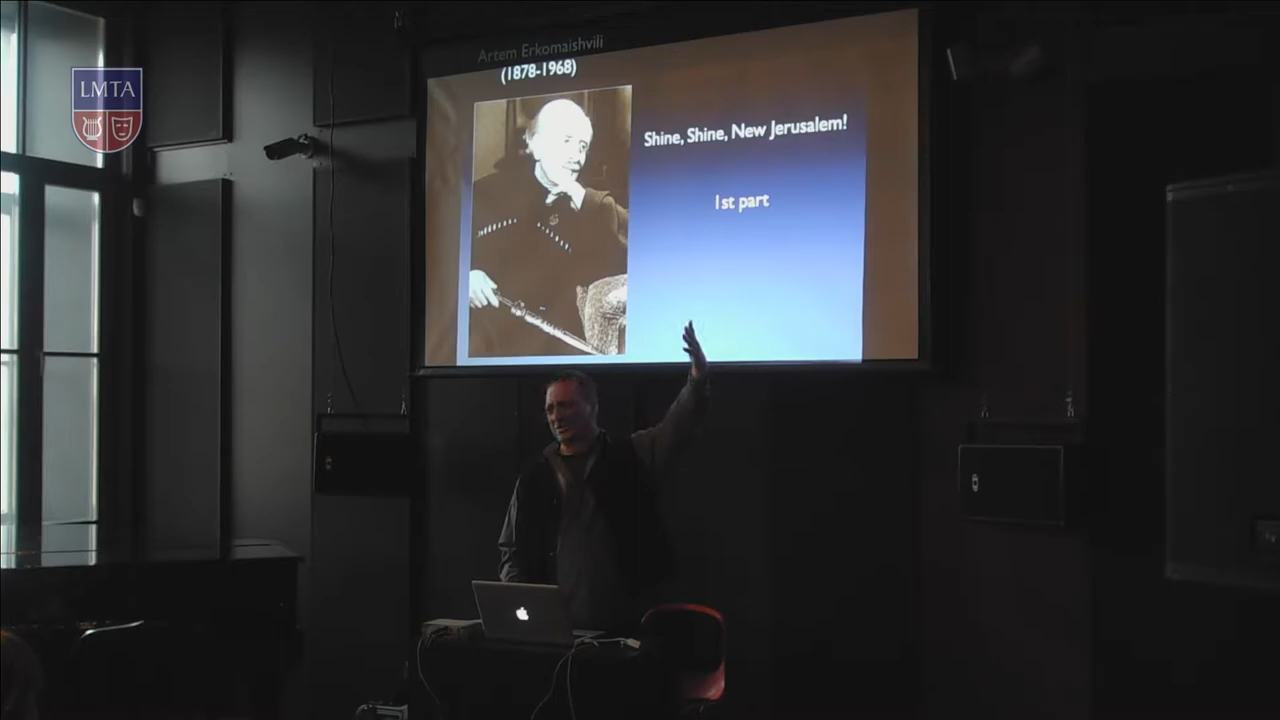 LMTA
Artem Erkomaishvili
(1878-1968)
Shine, Shine, New Jerusalem!
1st part